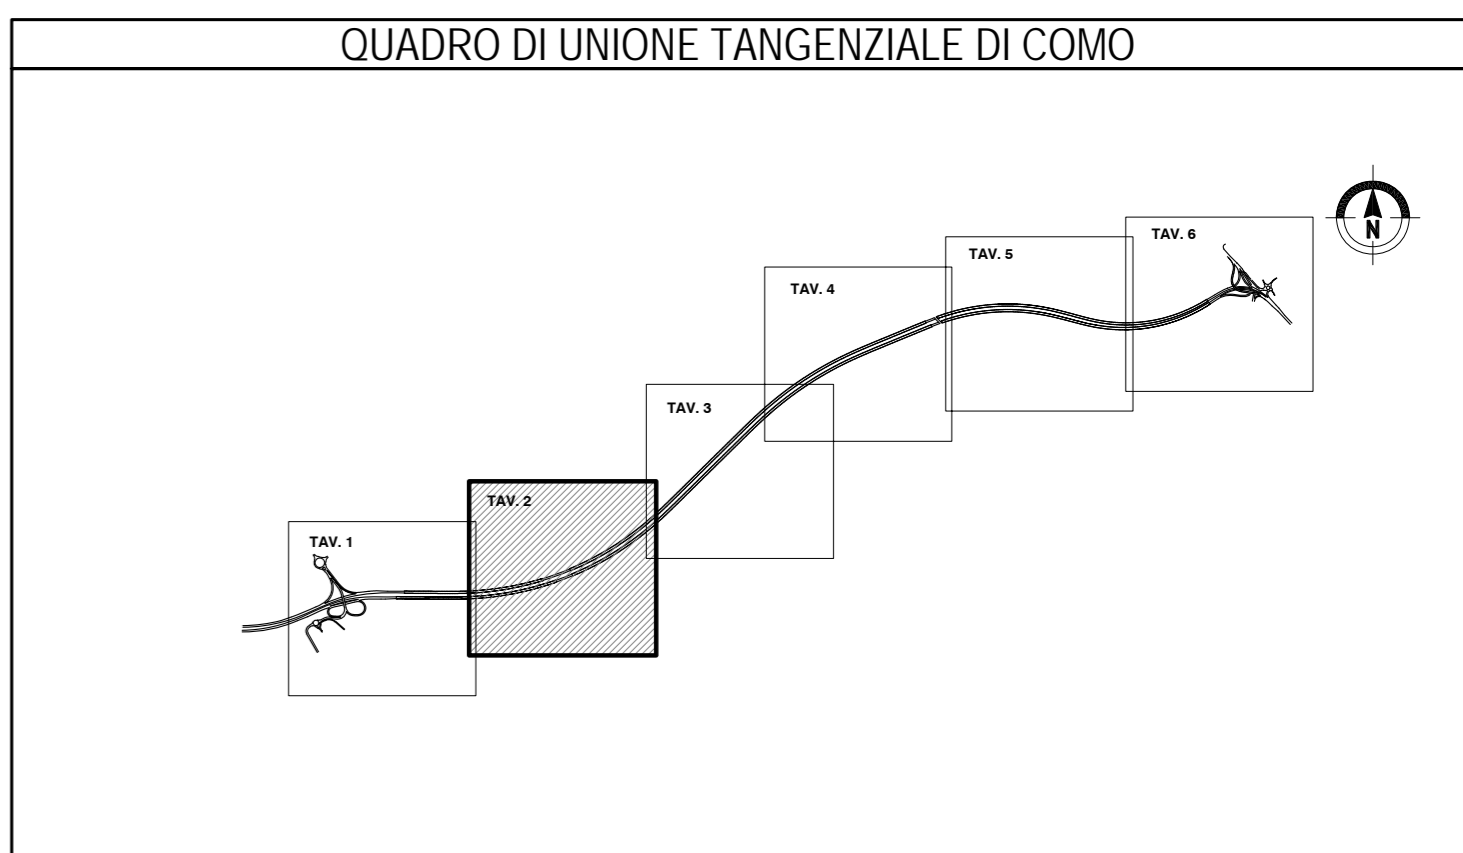 QUADRO DI UNIONE TANGENZIALE DI COMO
TAV. 6
TAV. 5
N
TAV. 4
TAV. 3
TAV. 2
TAV. 1